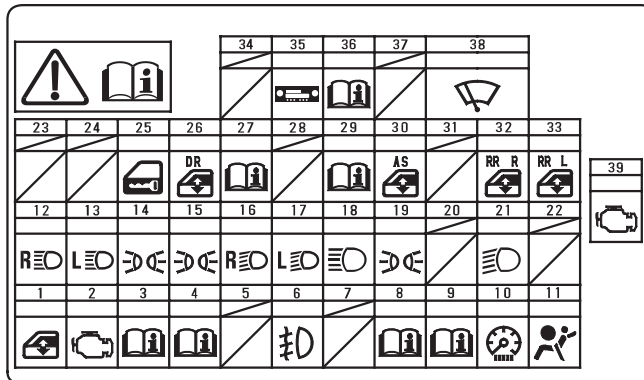 34 35 36 37 38
23 24 25 26 27 28 29 30 31 32 33
DR AS RR R RR L
39
12 13 14 15 16 17 18 19 20 21 22
R L R L
1 2 3 4 5 6 7 8 9 10 11